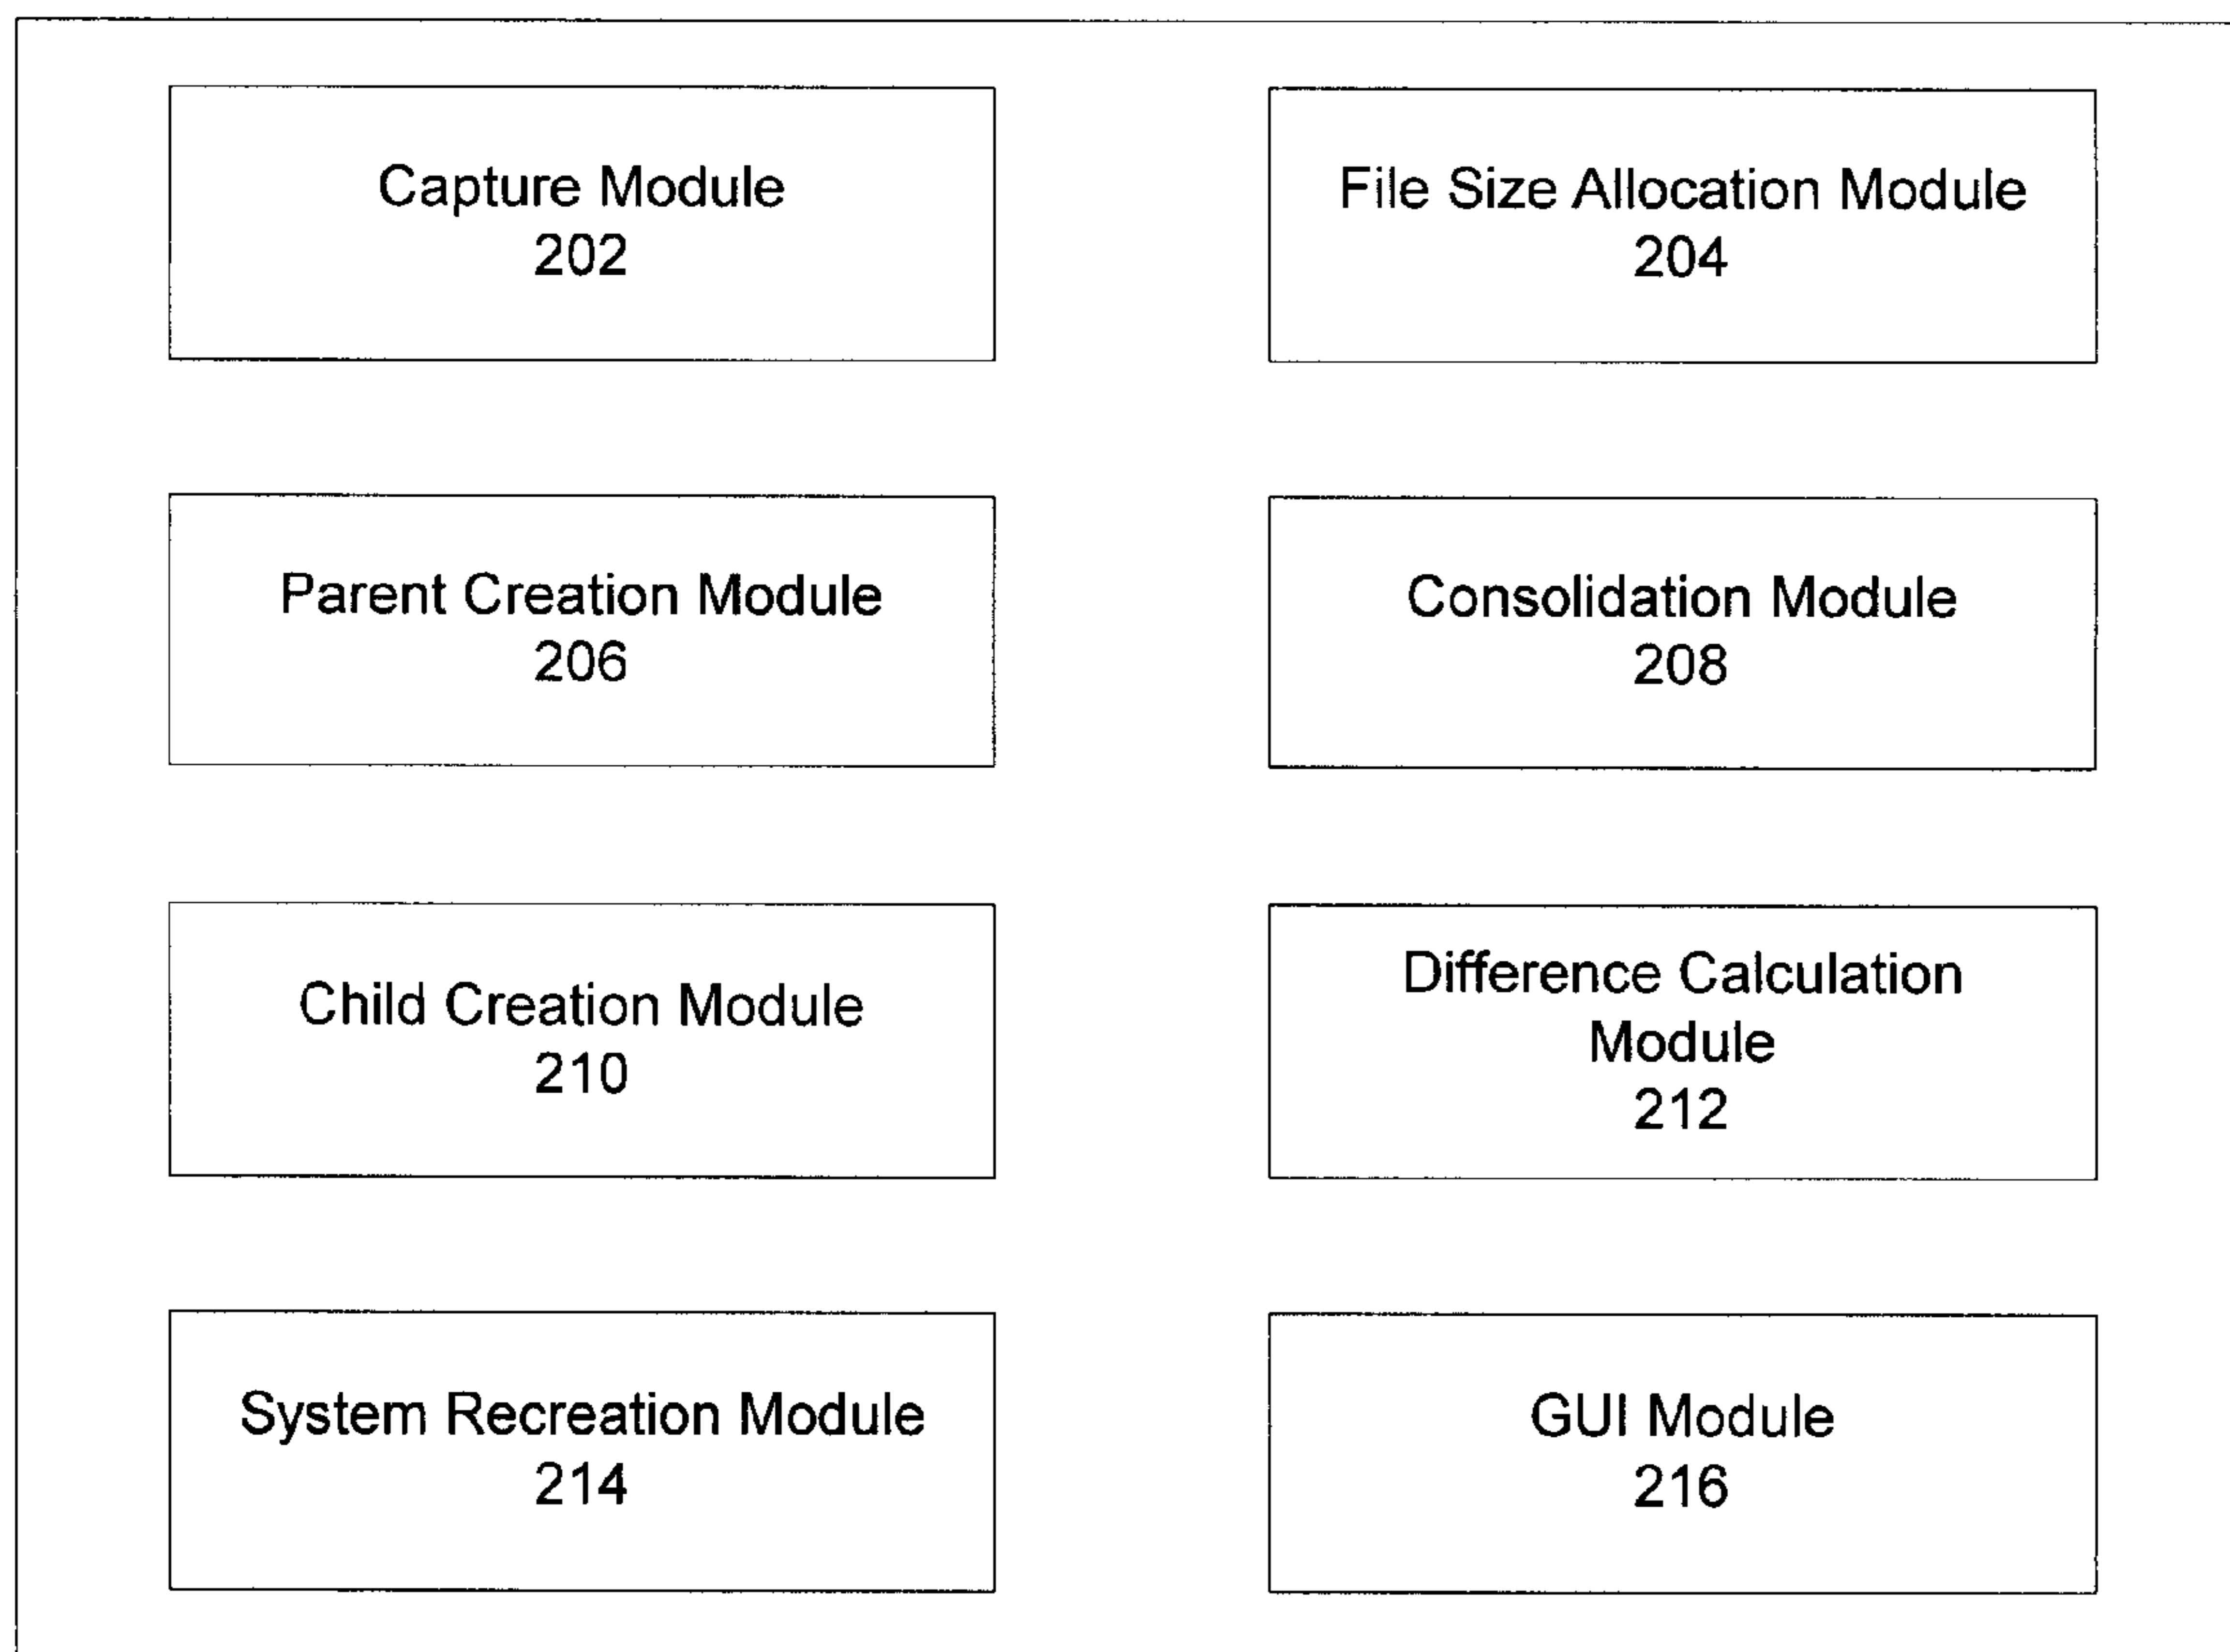 Capture Module
202
File Size Allocation Module
204
Parent Creation Module
206
Consolidation Module
208
Child Creation Module
210
Difference Calculation
Module
212
System Recreation Module
214
GUI Module
216